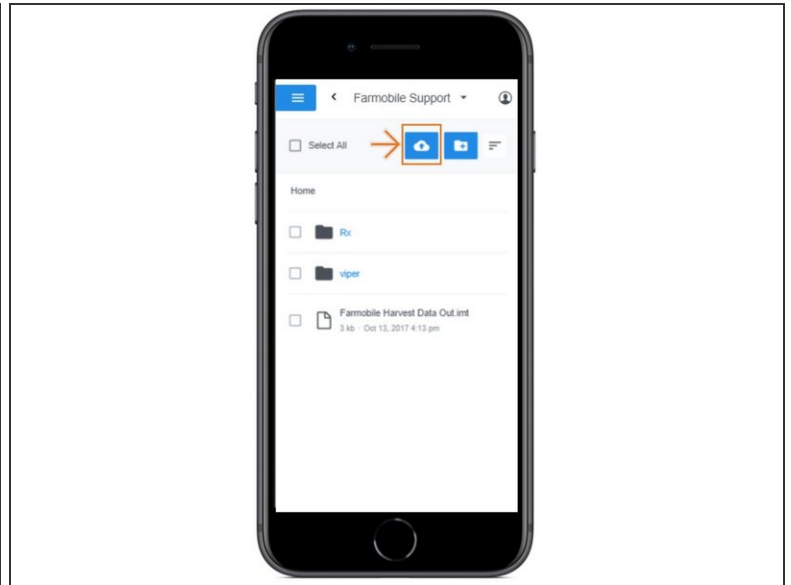 Farmobile Support
Select All
Home
Rx
viper
Farmobile Harvest Data Out.imt
3 kb · Oct 13, 2017 4:13 pm